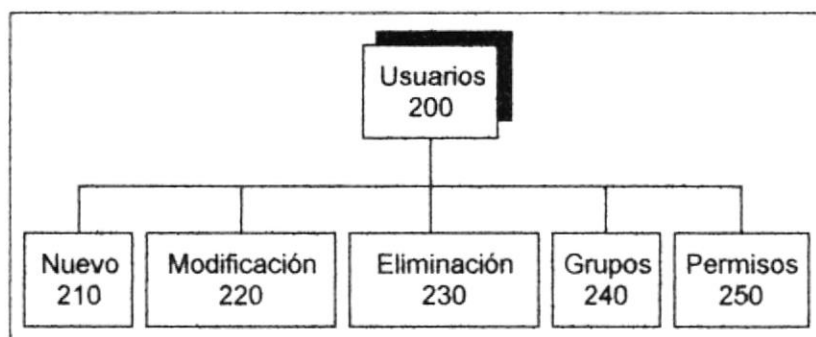 Usuarios
200
Nuevo
210
Modificación
220
Eliminación
230
Grupos
240
Permisos
250